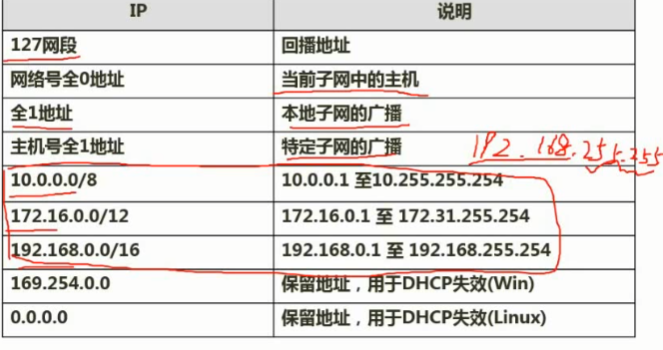 IP 说明
127网段 回播地址
网络号全0地址 当前子网中的主机
全1地址 本地子网的广播
主机号全1地址 特定子网的广播 192.168.255.255
10.0.0.0/8 10.0.0.1 至10.255.255.254
172.16.0.0/12 172.16.0.1 至 172.31.255.254
192.168.0.0/16 192.168.0.1 至 192.168.255.254
169.254.0.0 保留地址，用于DHCP失效(Win)
0.0.0.0 保留地址，用于DHCP失效(Linux)